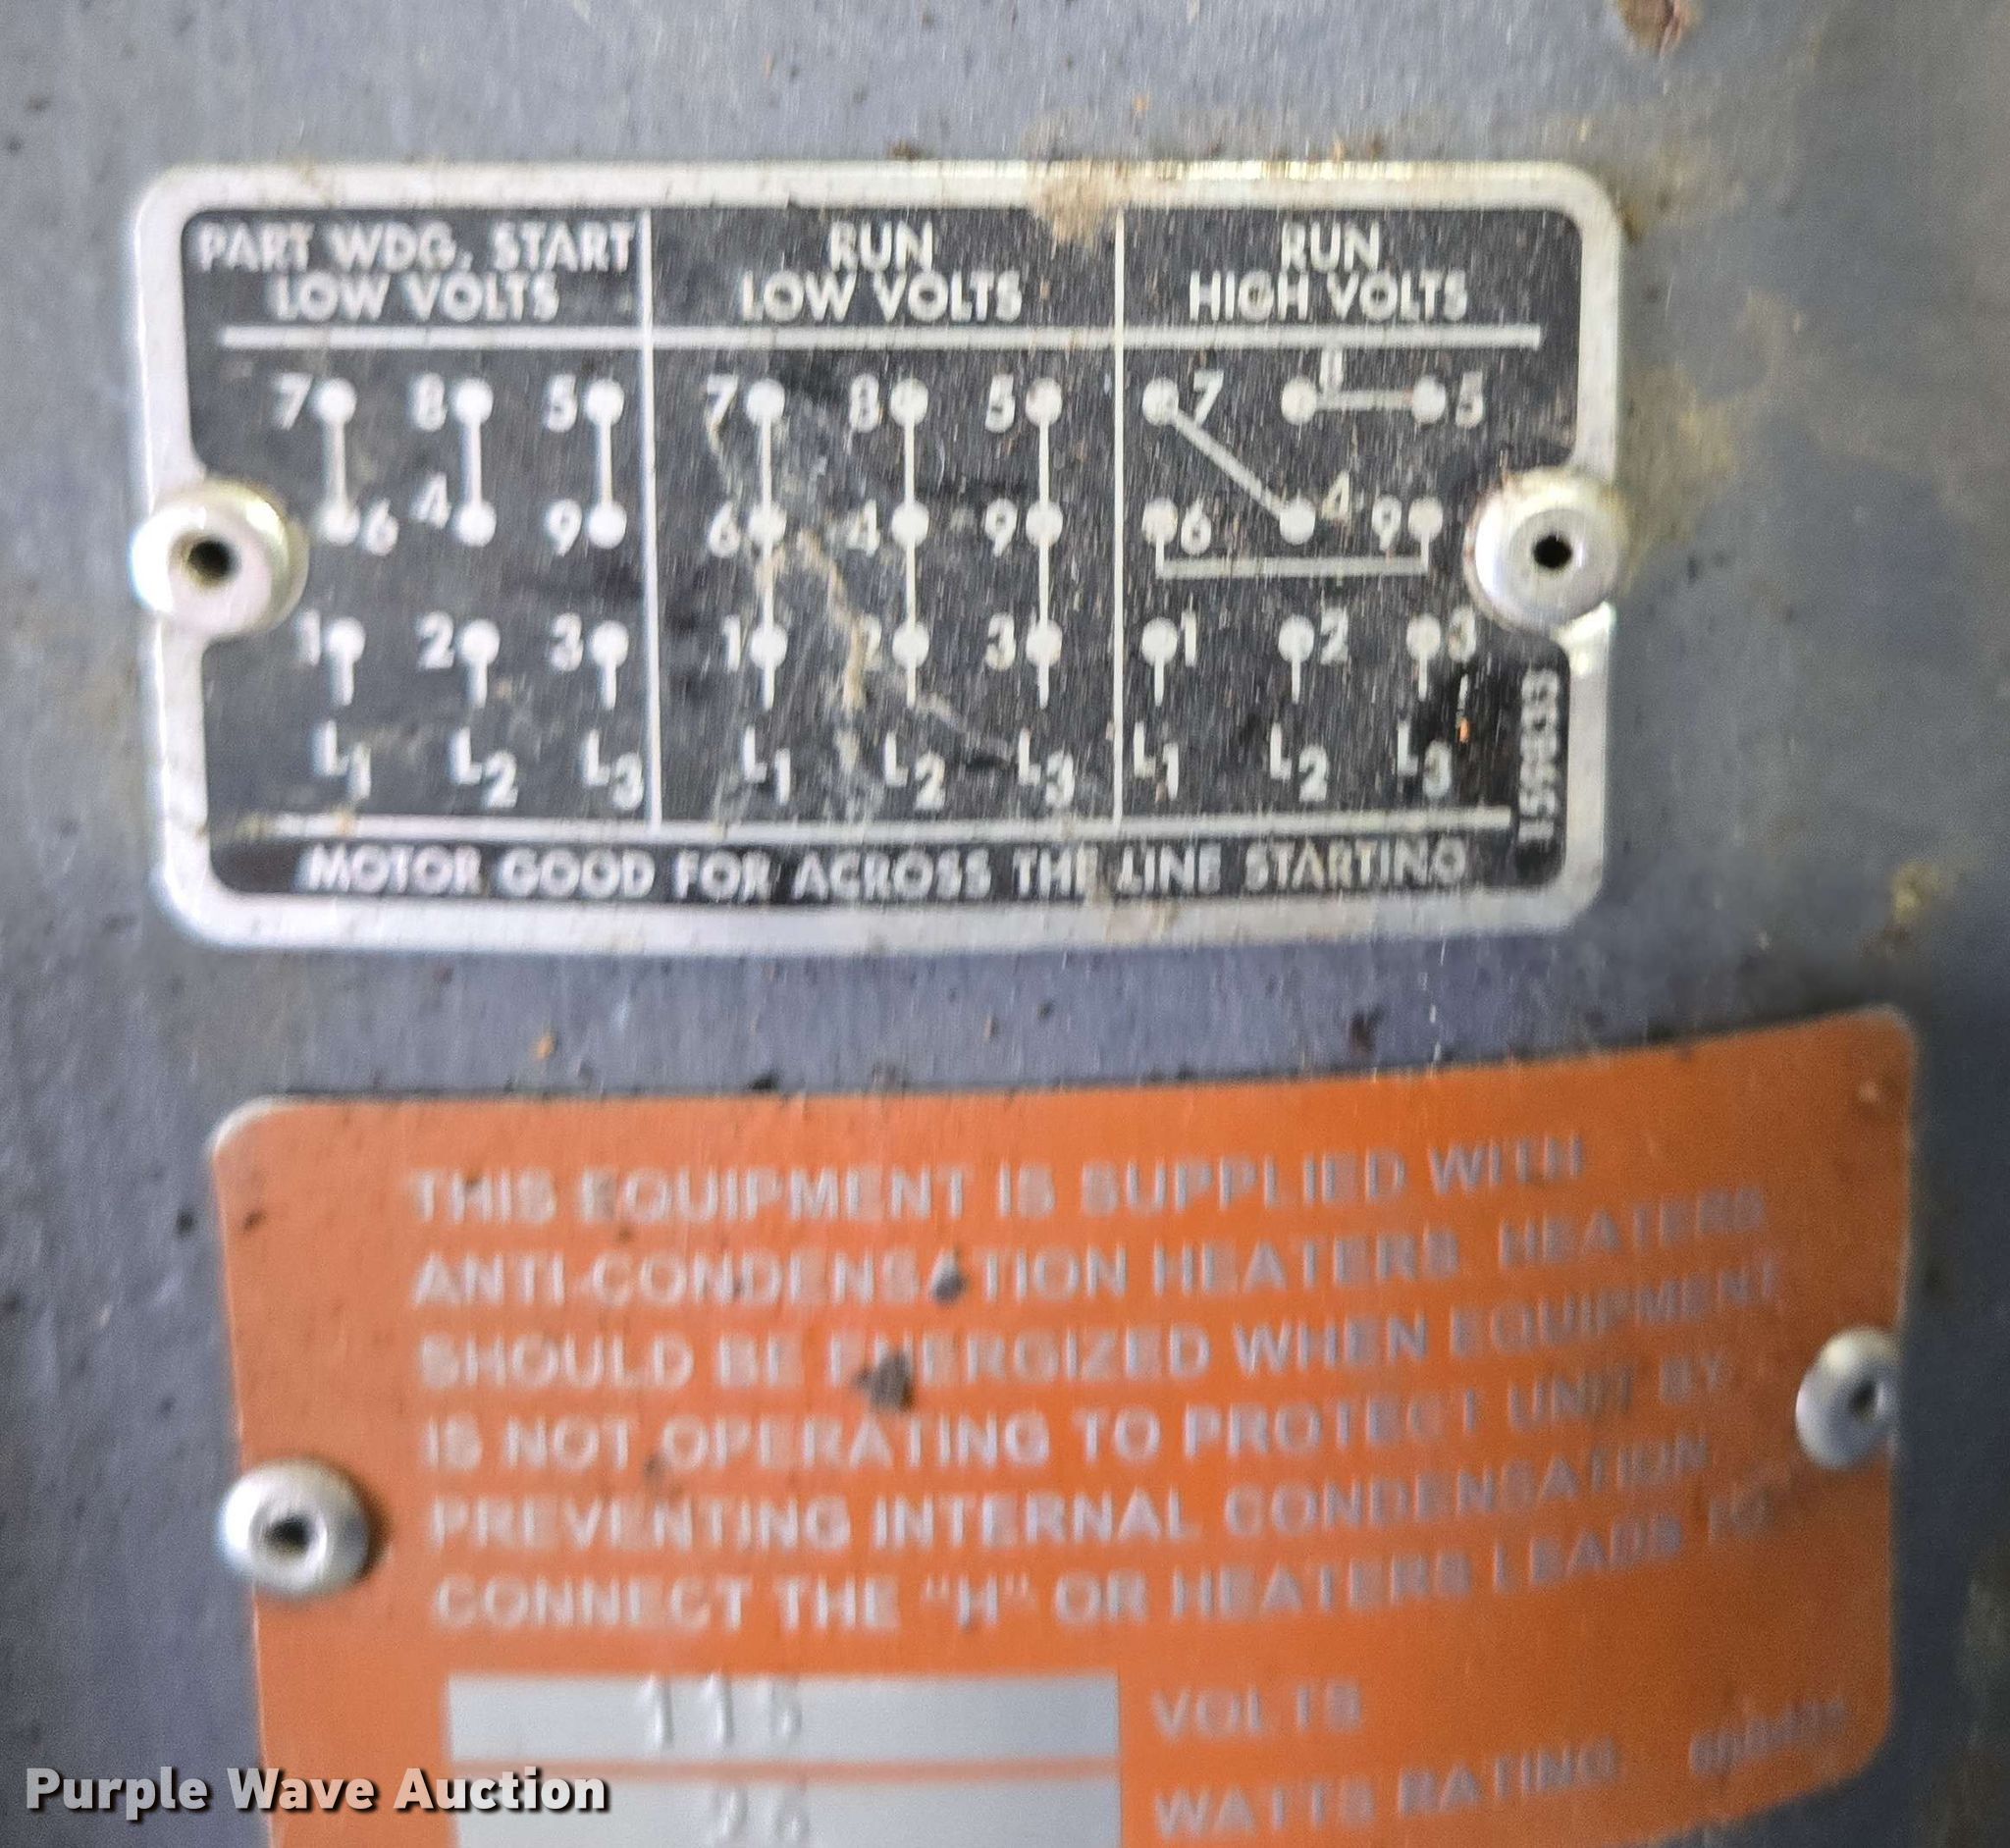 PART WDG. START
LOW VOLTS
RUN
LOW VOLTS
RUN
HIGH VOLTS
7 8 5
6 4 9
1 2 3
L1 L2 L3
7 8 5
6 4 9
1 2 3
L1 L2 L3
7 8 5
6 4 9
1 2 3
L1 L2 L3
1598833
MOTOR GOOD FOR ACROSS THE LINE STARTING
THIS EQUIPMENT IS SUPPLIED WITH
ANTI-CONDENSATION HEATERS. HEATERS
SHOULD BE ENERGIZED WHEN EQUIPMENT
IS NOT OPERATING TO PROTECT UNIT BY
PREVENTING INTERNAL CONDENSATION
CONNECT THE "H" OR HEATERS LEADS TO
115 VOLTS
26 WATTS RATING
Purple Wave Auction